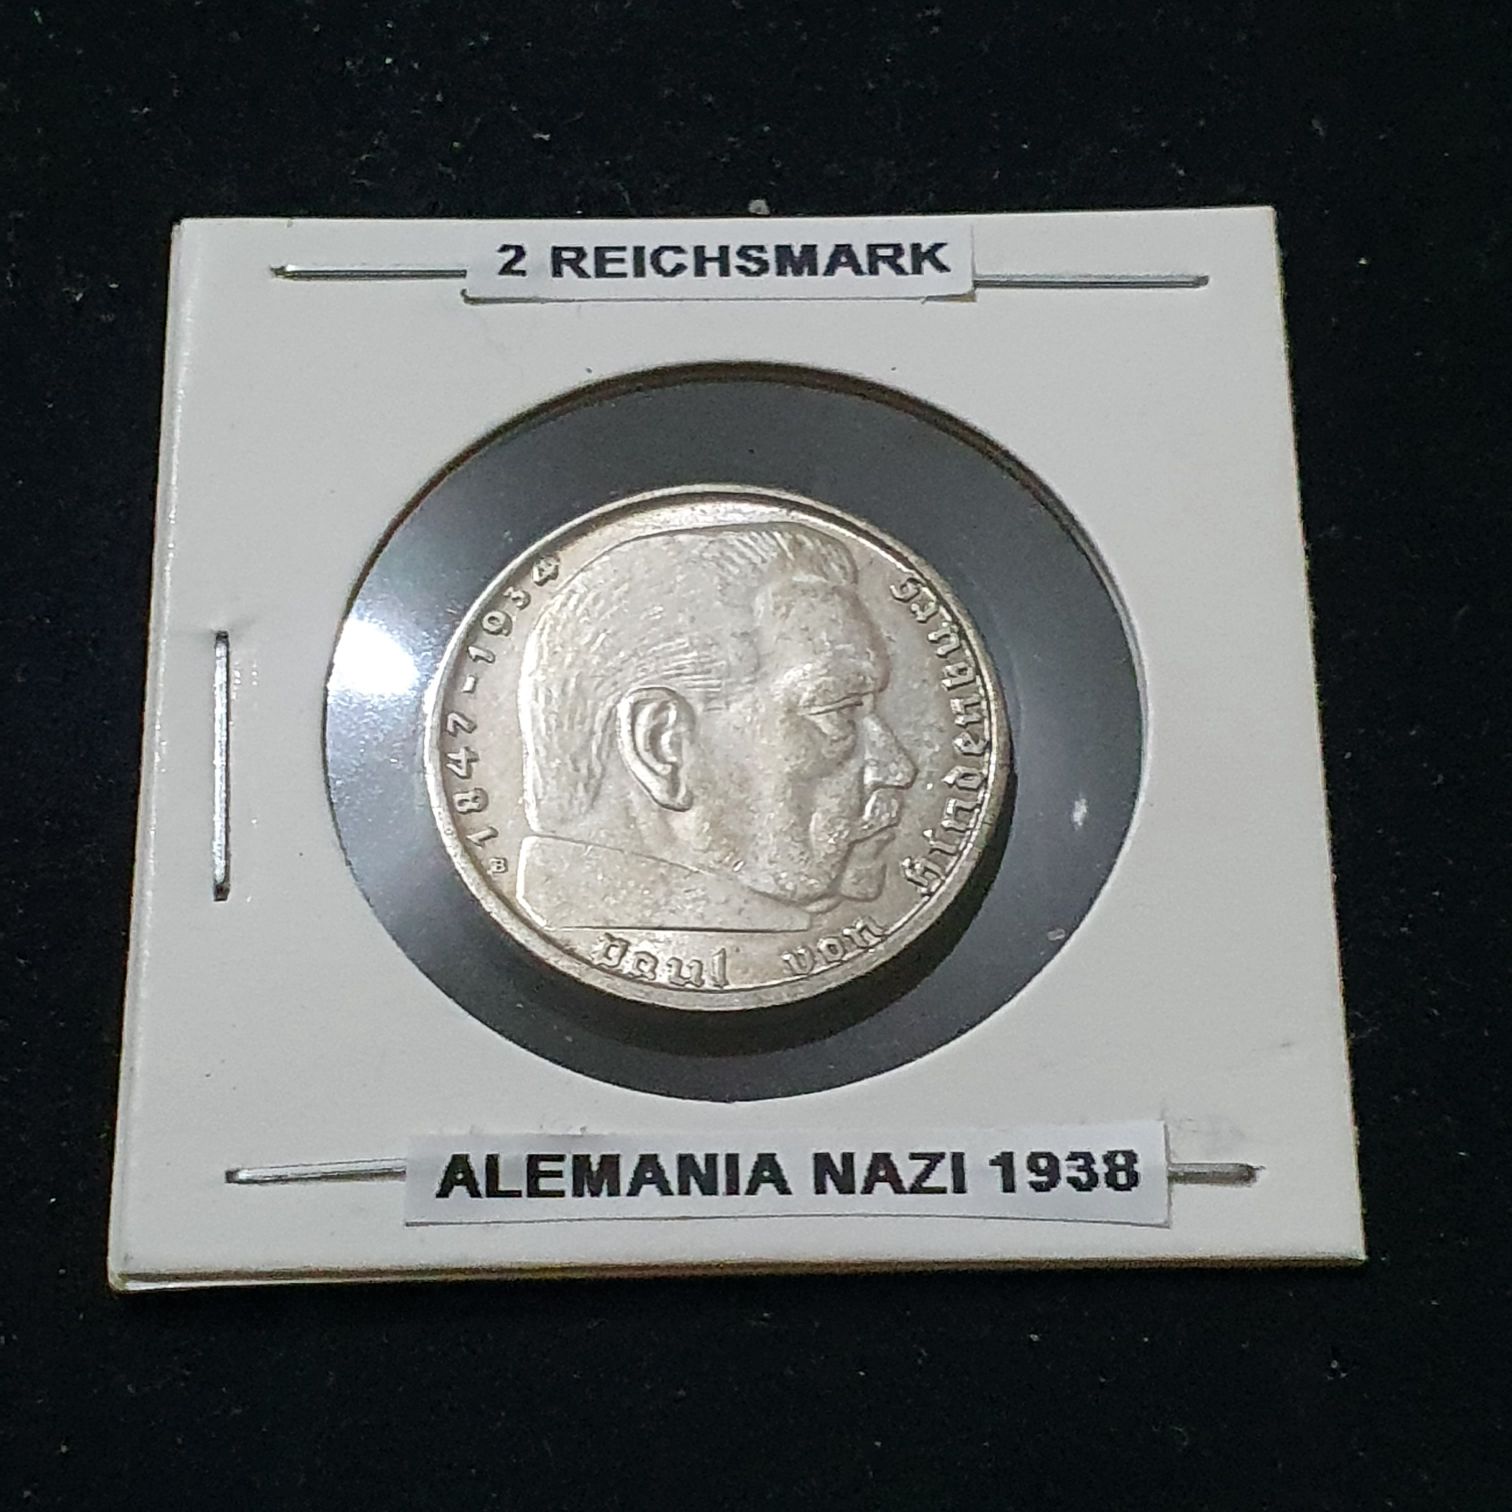 2 REICHSMARK
1847-1934
Paul von Hindenburg
B
ALEMANIA NAZI 1938